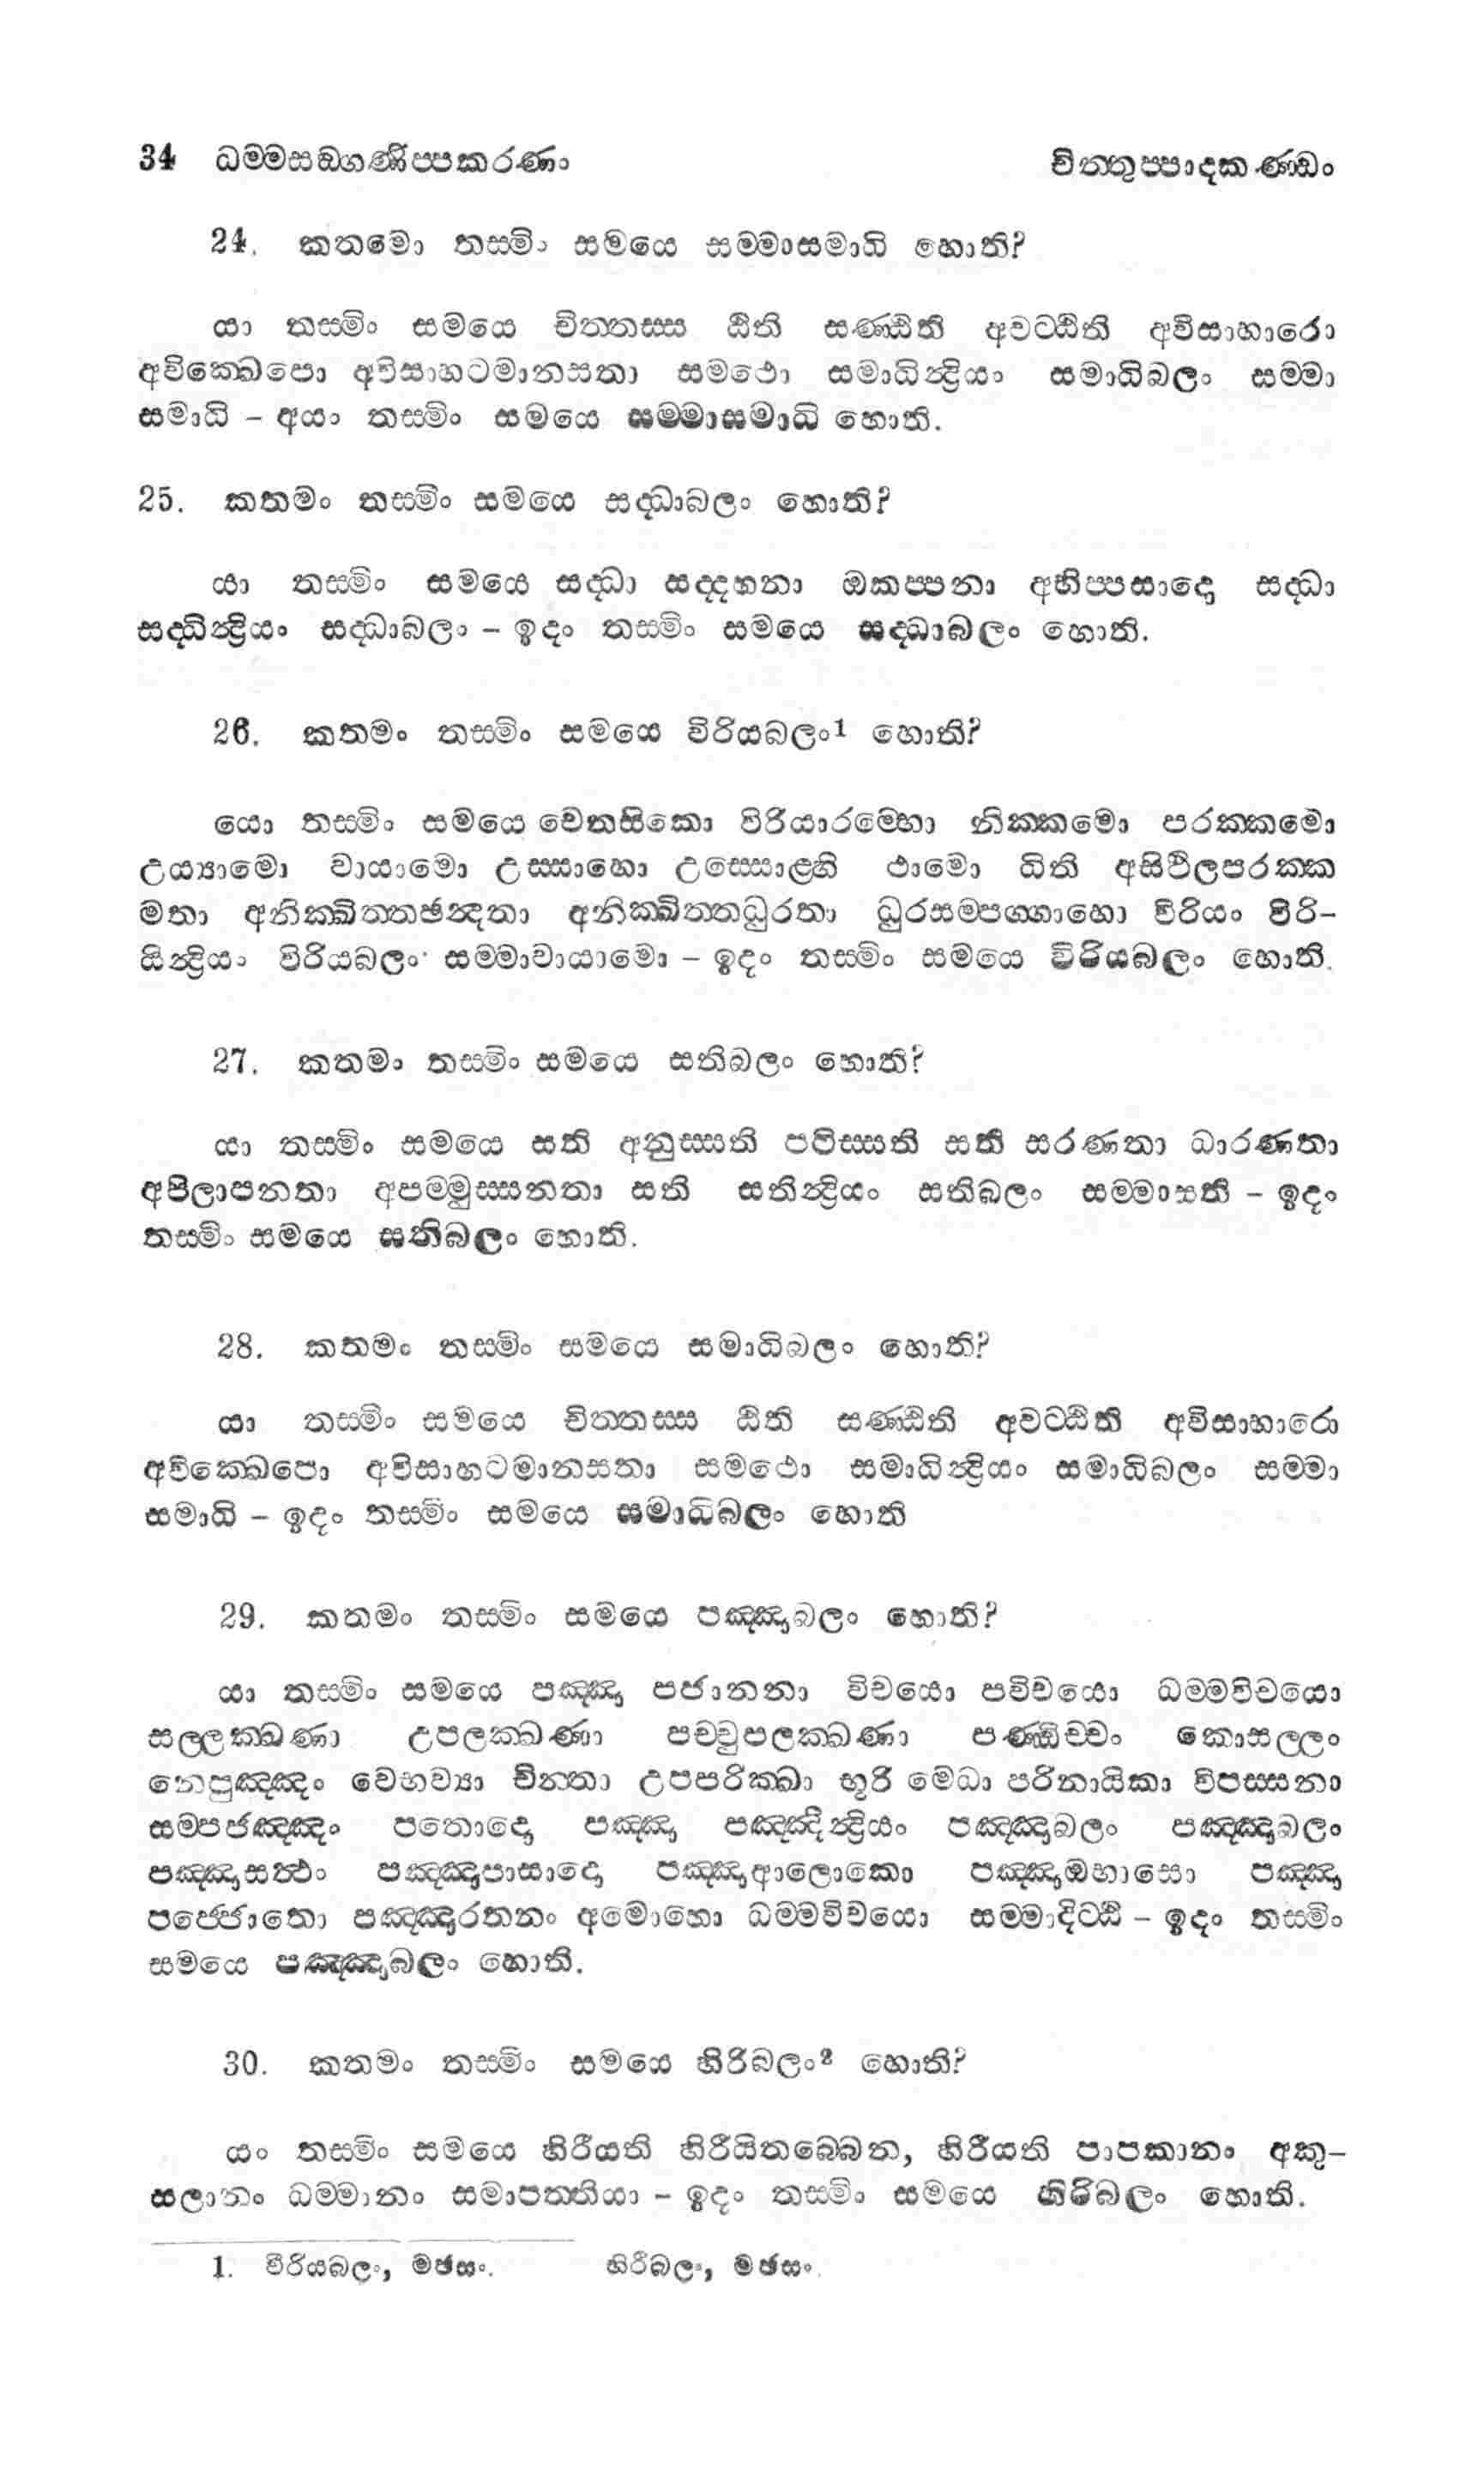 34 ධම්මසඞ්ගණිප්පකරණං චිත්තුප්පාදකණ්ඩං
24. කතමො තස්මිං සමයෙ සම්මාසමාධි හොති?
යා තස්මිං සමයෙ චිත්තස්ස ඨිති සණ්ඨිති අවට්ඨිති අවිසාහාරො
අවික්ඛෙපො අවිසාහටමානසතා සමථො සමාධින්ද්‍රියං සමාධිබලං සම්මා
සමාධි – අයං තස්මිං සමයෙ සම්මාසමාධි හොති.
25. කතමං තස්මිං සමයෙ සද්ධාබලං හොති?
යා තස්මිං සමයෙ සද්ධා සද්දහනා ඔකප්පනා අභිප්පසාදො සද්ධා
සද්ධින්ද්‍රියං සද්ධාබලං – ඉදං තස්මිං සමයෙ සද්ධාබලං හොති.
26. කතමං තස්මිං සමයෙ විරියබලං1 හොති?
යො තස්මිං සමයෙ චෙතසිකො විරියාරම්භො නික්කමො පරක්කමො
උය්‍යාමො වායාමො උස්සාහො උස්සොළ්හි ථාමො ධිති අසිථිලපරක්ක
මතා අනික්ඛිත්තඡන්දතා අනික්ඛිත්තධුරතා ධුරසම්පග්ගාහො විරියං විරි-
යින්ද්‍රියං විරියබලං සම්මාවායාමො – ඉදං තස්මිං සමයෙ විරියබලං හොති.
27. කතමං තස්මිං සමයෙ සතිබලං හොති?
යා තස්මිං සමයෙ සති අනුස්සති පටිස්සති සති සරණතා ධාරණතා
අපිලාපනතා අපම්මුස්සනතා සති සතින්ද්‍රියං සතිබලං සම්මාසති – ඉදං
තස්මිං සමයෙ සතිබලං හොති.
28. කතමං තස්මිං සමයෙ සමාධිබලං හොති?
යා තස්මිං සමයෙ චිත්තස්ස ඨිති සණ්ඨිති අවට්ඨිති අවිසාහාරො
අවික්ඛෙපො අවිසාහටමානසතා සමථො සමාධින්ද්‍රියං සමාධිබලං සම්මා
සමාධි – ඉදං තස්මිං සමයෙ සමාධිබලං හොති
29. කතමං තස්මිං සමයෙ පඤ්ඤාබලං හොති?
යා තස්මිං සමයෙ පඤ්ඤා පජානනා විචයො පවිචයො ධම්මවිචයො
සල්ලක්ඛණා උපලක්ඛණා පච්චුපලක්ඛණා පණ්ඩිච්චං කොසල්ලං
නෙපුඤ්ඤං වෙභව්‍යා චින්තා උපපරික්ඛා භූරි මෙධා පරිනායිකා විපස්සනා
සම්පජඤ්ඤං පතොදො පඤ්ඤා පඤ්ඤින්ද්‍රියං පඤ්ඤාබලං පඤ්ඤාබලං
පඤ්ඤාසත්ථං පඤ්ඤාපාසාදො පඤ්ඤාආලොකො පඤ්ඤාඔභාසො පඤ්ඤා
පජ්ජොතො පඤ්ඤාරතනං අමොහො ධම්මවිචයො සම්මාදිට්ඨි – ඉදං තස්මිං
සමයෙ පඤ්ඤාබලං හොති.
30. කතමං තස්මිං සමයෙ හිරිබලං2 හොති?
යං තස්මිං සමයෙ හිරීයති හිරීයිතබ්බෙන, හිරීයති පාපකානං අකු-
සලානං ධම්මානං සමාපත්තියා – ඉදං තස්මිං සමයෙ හිරිබලං හොති.
1. වීරියබලං, මඡසං. හිරීබලං, මඡසං.